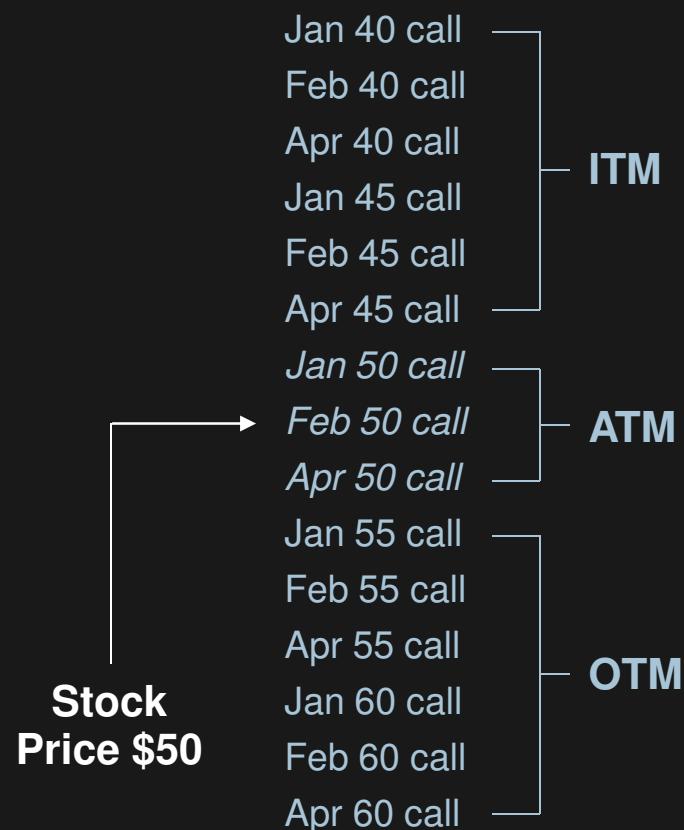 Jan 40 call
Feb 40 call
Apr 40 call
Jan 45 call
Feb 45 call
Apr 45 call
ITM
Jan 50 call
Feb 50 call
Apr 50 call
ATM
Jan 55 call
Feb 55 call
Apr 55 call
Jan 60 call
Feb 60 call
Apr 60 call
OTM
Stock
Price $50